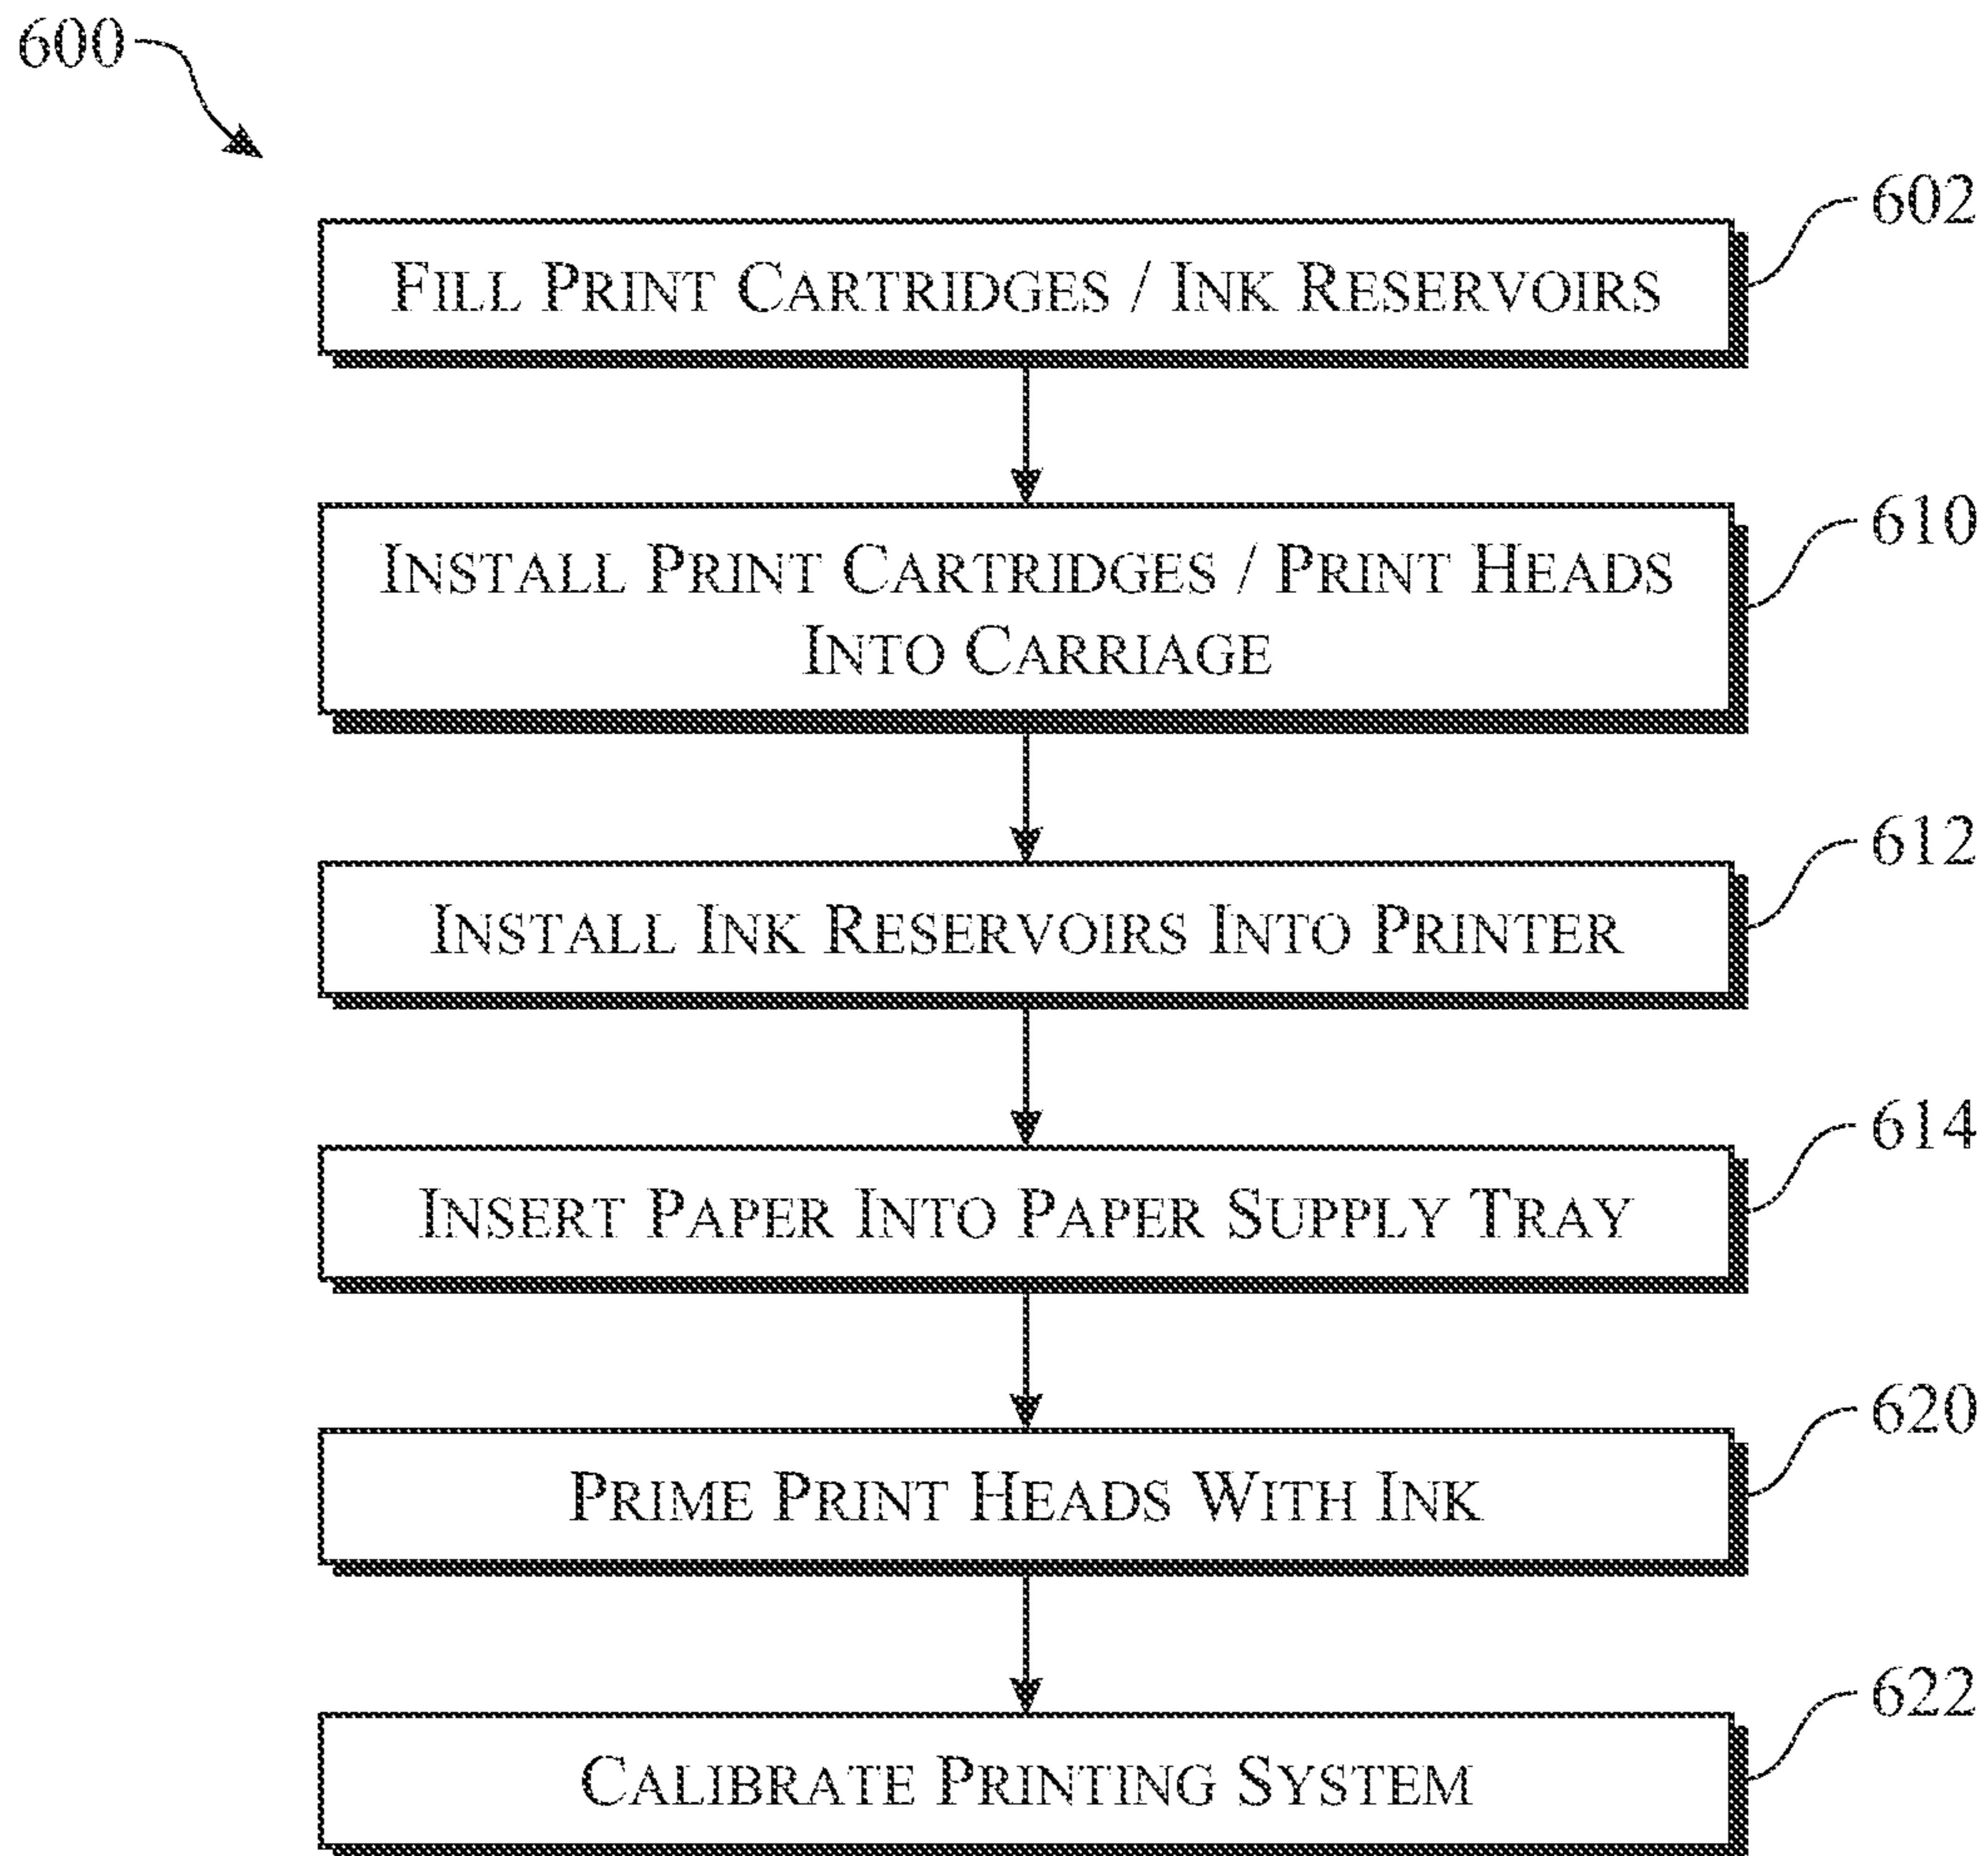 600
602
FILL PRINT CARTRIDGES / INK RESERVOIRS
610
INSTALL PRINT CARTRIDGES / PRINT HEADS
INTO CARRIAGE
612
INSTALL INK RESERVOIRS INTO PRINTER
614
INSERT PAPER INTO PAPER SUPPLY TRAY
620
PRIME PRINT HEADS WITH INK
622
CALIBRATE PRINTING SYSTEM